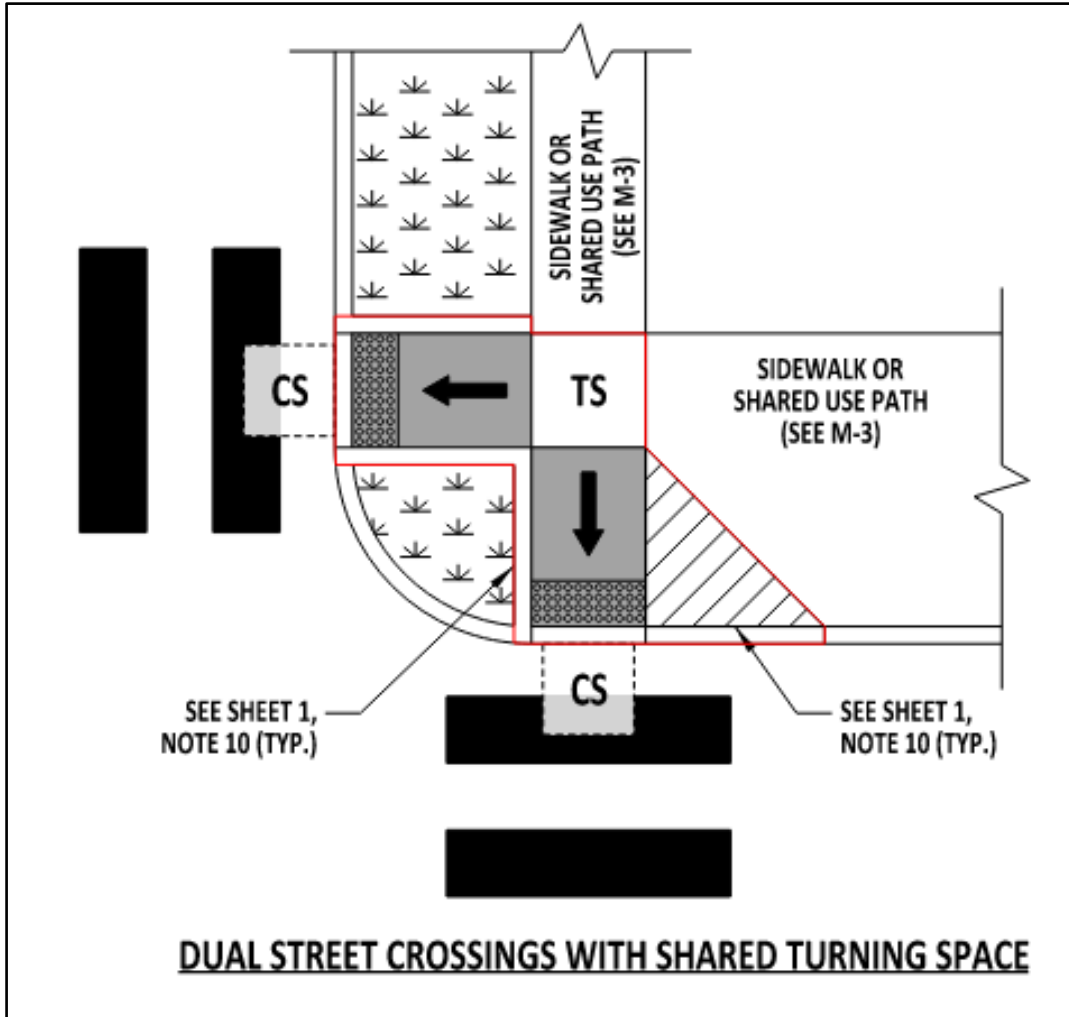 SIDEWALK OR
SHARED USE PATH
(SEE M-3)
CS
TS
SIDEWALK OR
SHARED USE PATH
(SEE M-3)
CS
SEE SHEET 1,
NOTE 10 (TYP.)
SEE SHEET 1,
NOTE 10 (TYP.)
DUAL STREET CROSSINGS WITH SHARED TURNING SPACE